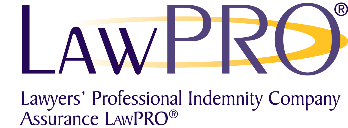 LAWPRO®
Lawyers' Professional Indemnity Company
Assurance LAWPRO®